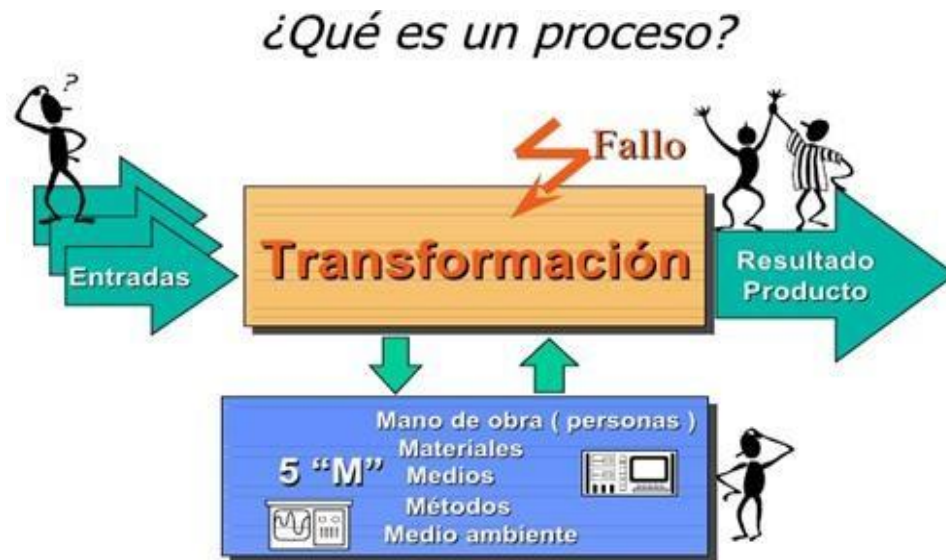 ¿Qué es un proceso?
?
Fallo
Entradas
Transformación
Resultado
Producto
5 “M”
Mano de obra ( personas )
Materiales
Medios
Métodos
Medio ambiente